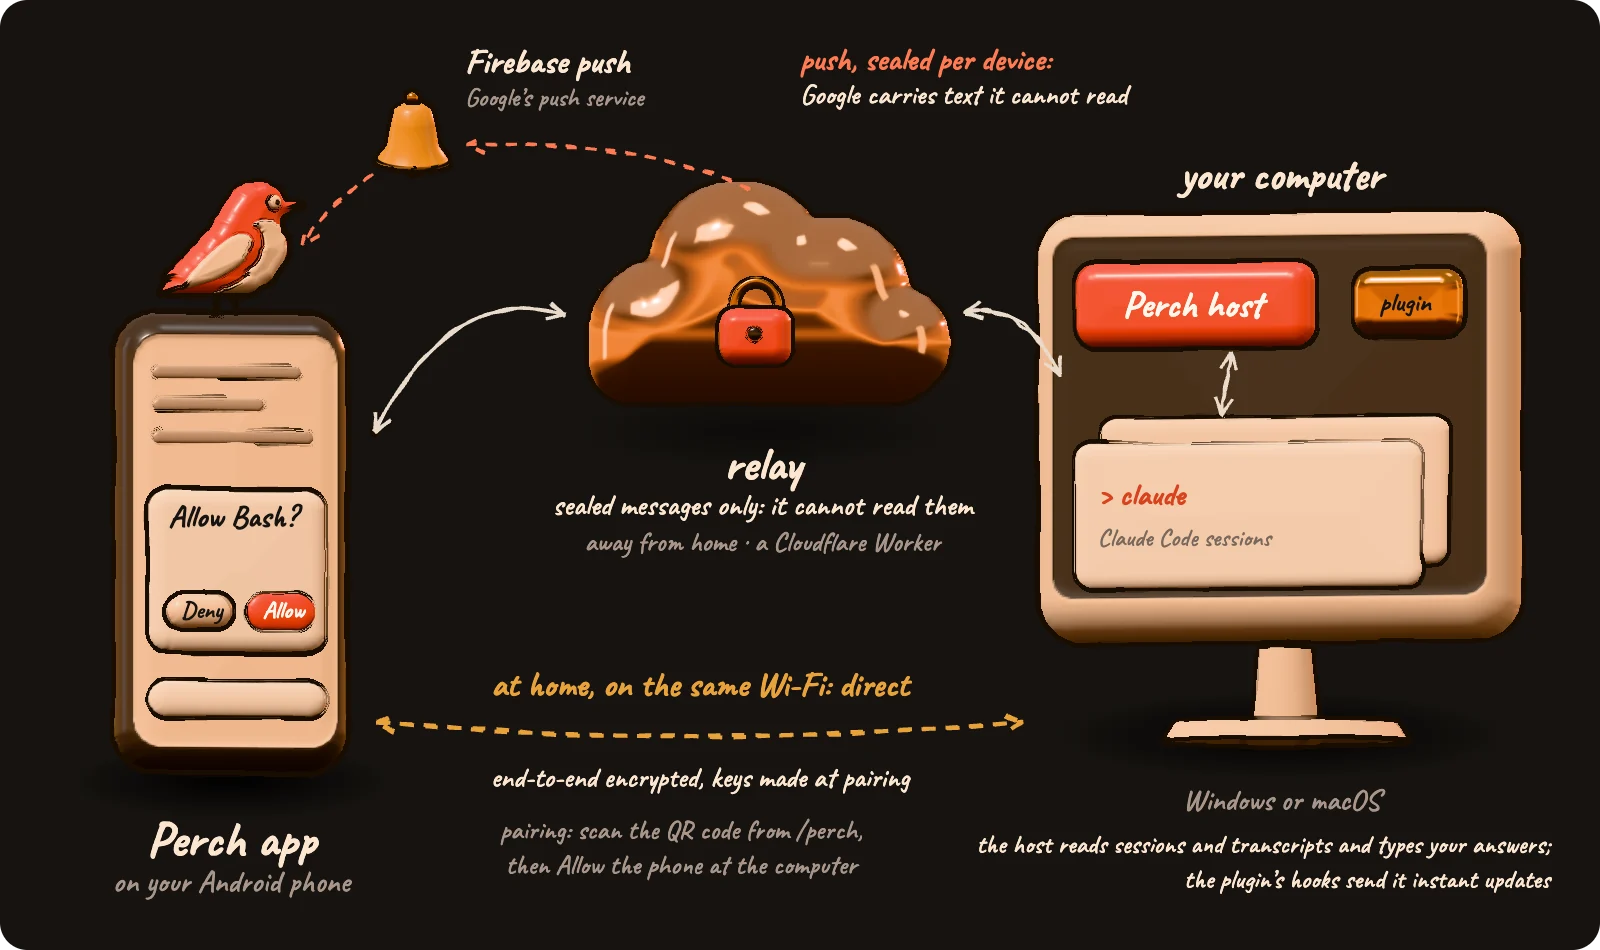 Firebase push
Google's push service
push, sealed per device:
Google carries text it cannot read
your computer
Perch host
plugin
> claude
Claude Code sessions
relay
sealed messages only: it cannot read them
away from home · a Cloudflare Worker
Allow Bash?
Deny
Allow
at home, on the same Wi-Fi: direct
end-to-end encrypted, keys made at pairing
pairing: scan the QR code from /perch,
then Allow the phone at the computer
Perch app
on your Android phone
Windows or macOS
the host reads sessions and transcripts and types your answers;
the plugin's hooks send it instant updates